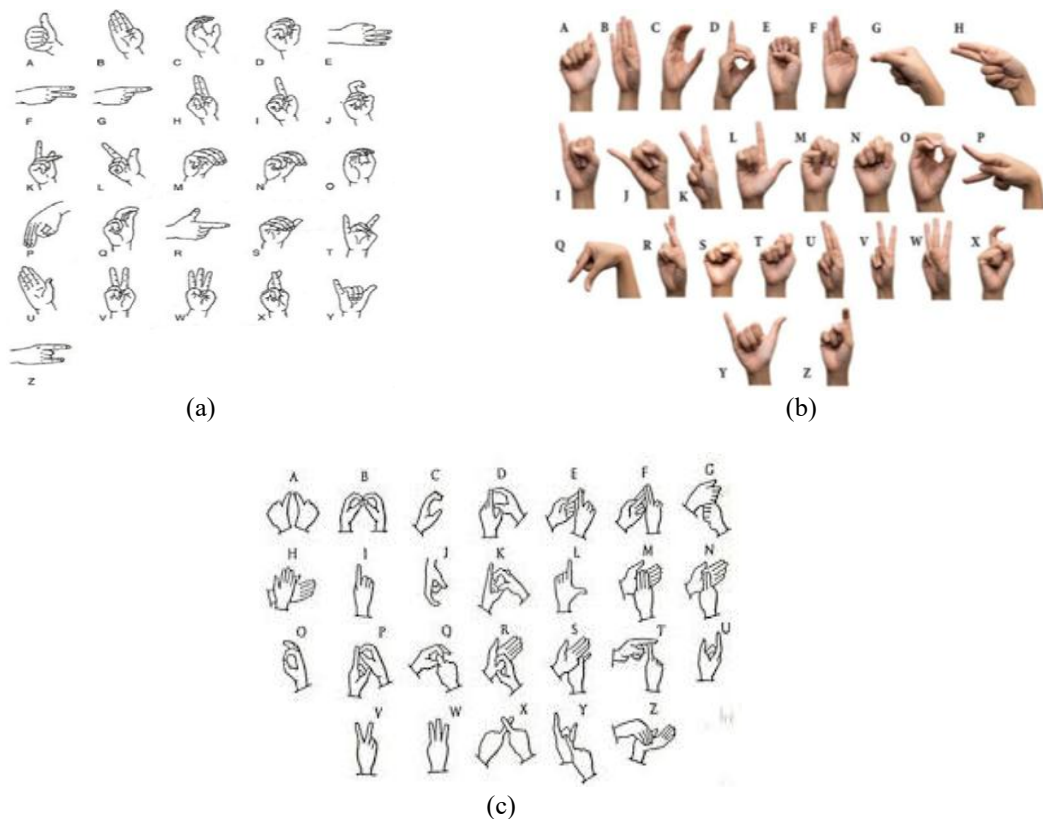 A B C D E
F G H I J
K L M N O
P Q R S T
U V W X Y
Z
(a)
A B C D E F G H
I J K L M N O P
Q R S T U V W X
Y Z
(b)
A B C D E F G
H I J K L M N
O P Q R S T U
V W X Y Z
(c)